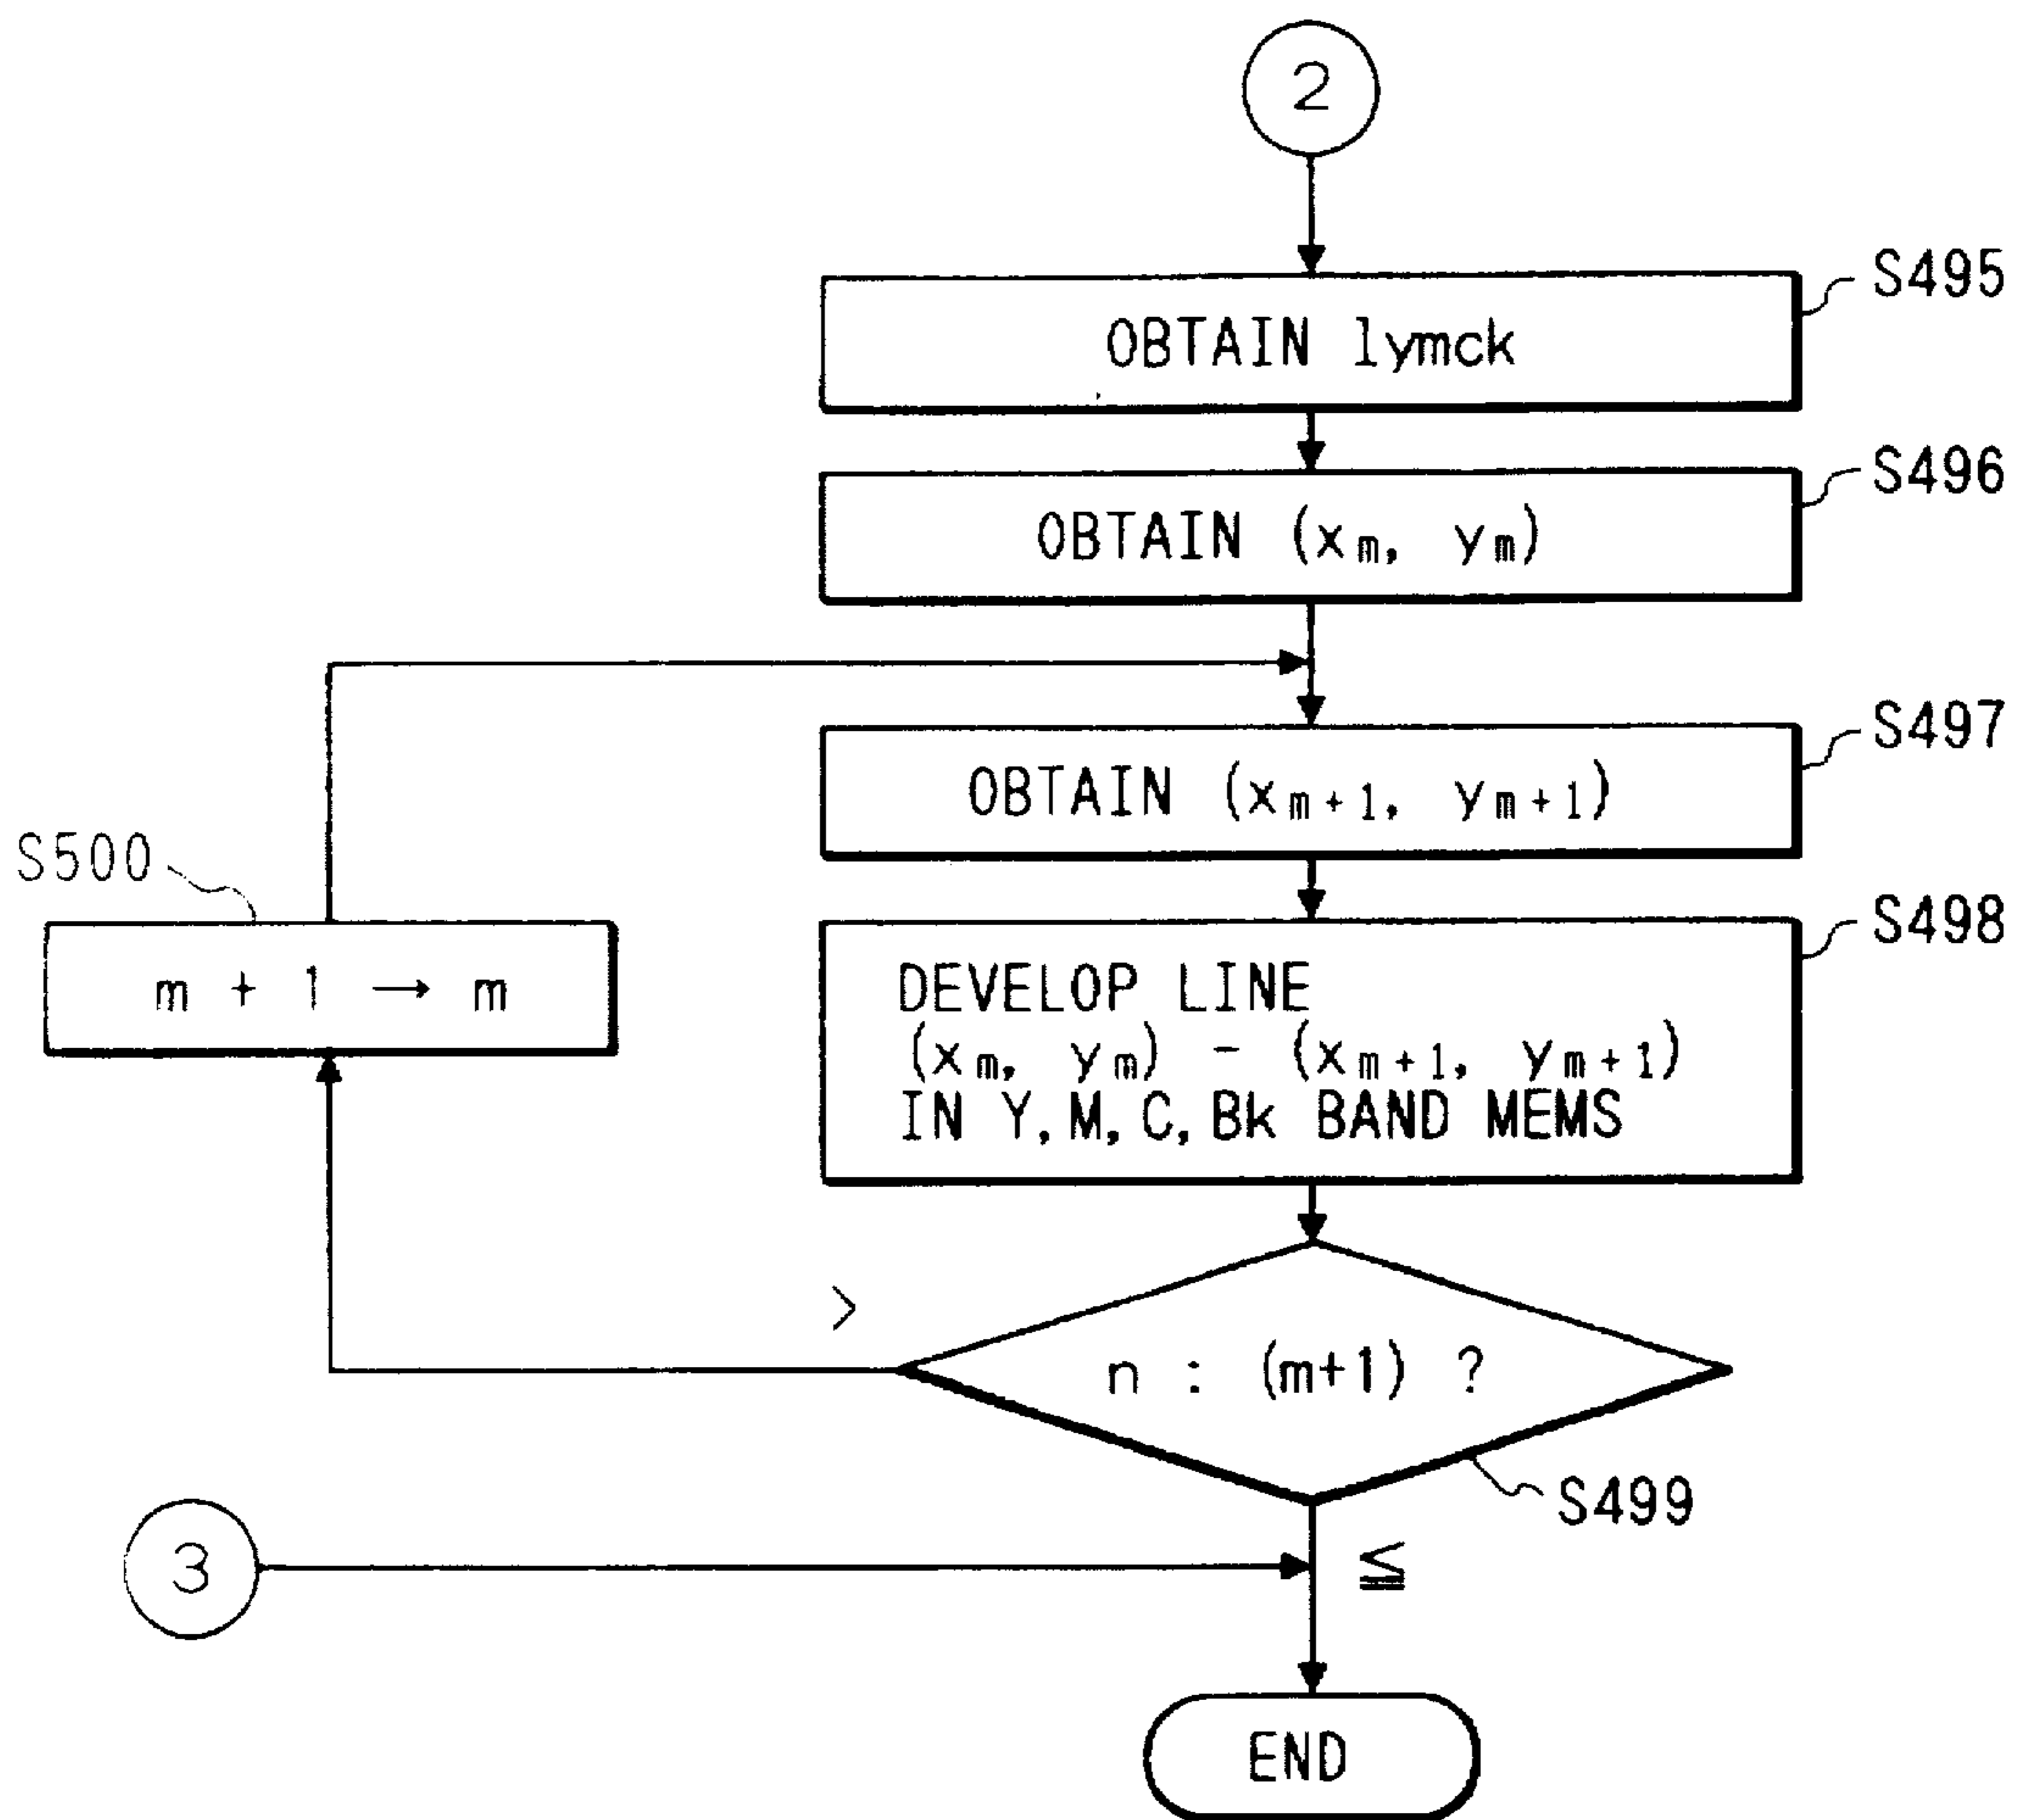 2
S495
OBTAIN lymck
S496
OBTAIN (xm, ym)
S497
OBTAIN (xm+1, ym+1)
S500
m + 1 → m
S498
DEVELOP LINE
(xm, ym) - (xm+1, ym+1)
IN Y, M, C, Bk BAND MEMS
>
n : (m+1) ?
S499
3
≦
END